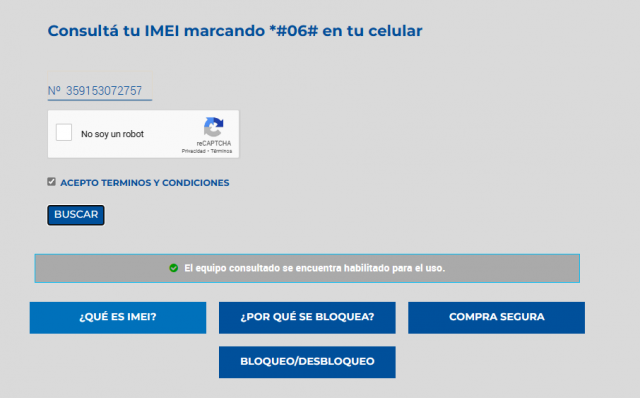 Consultá tu IMEI marcando *#06# en tu celular
Nº 359153072757
No soy un robot
reCAPTCHA
Privacidad - Términos
ACEPTO TERMINOS Y CONDICIONES
BUSCAR
El equipo consultado se encuentra habilitado para el uso.
¿QUÉ ES IMEI?
¿POR QUÉ SE BLOQUEA?
COMPRA SEGURA
BLOQUEO/DESBLOQUEO